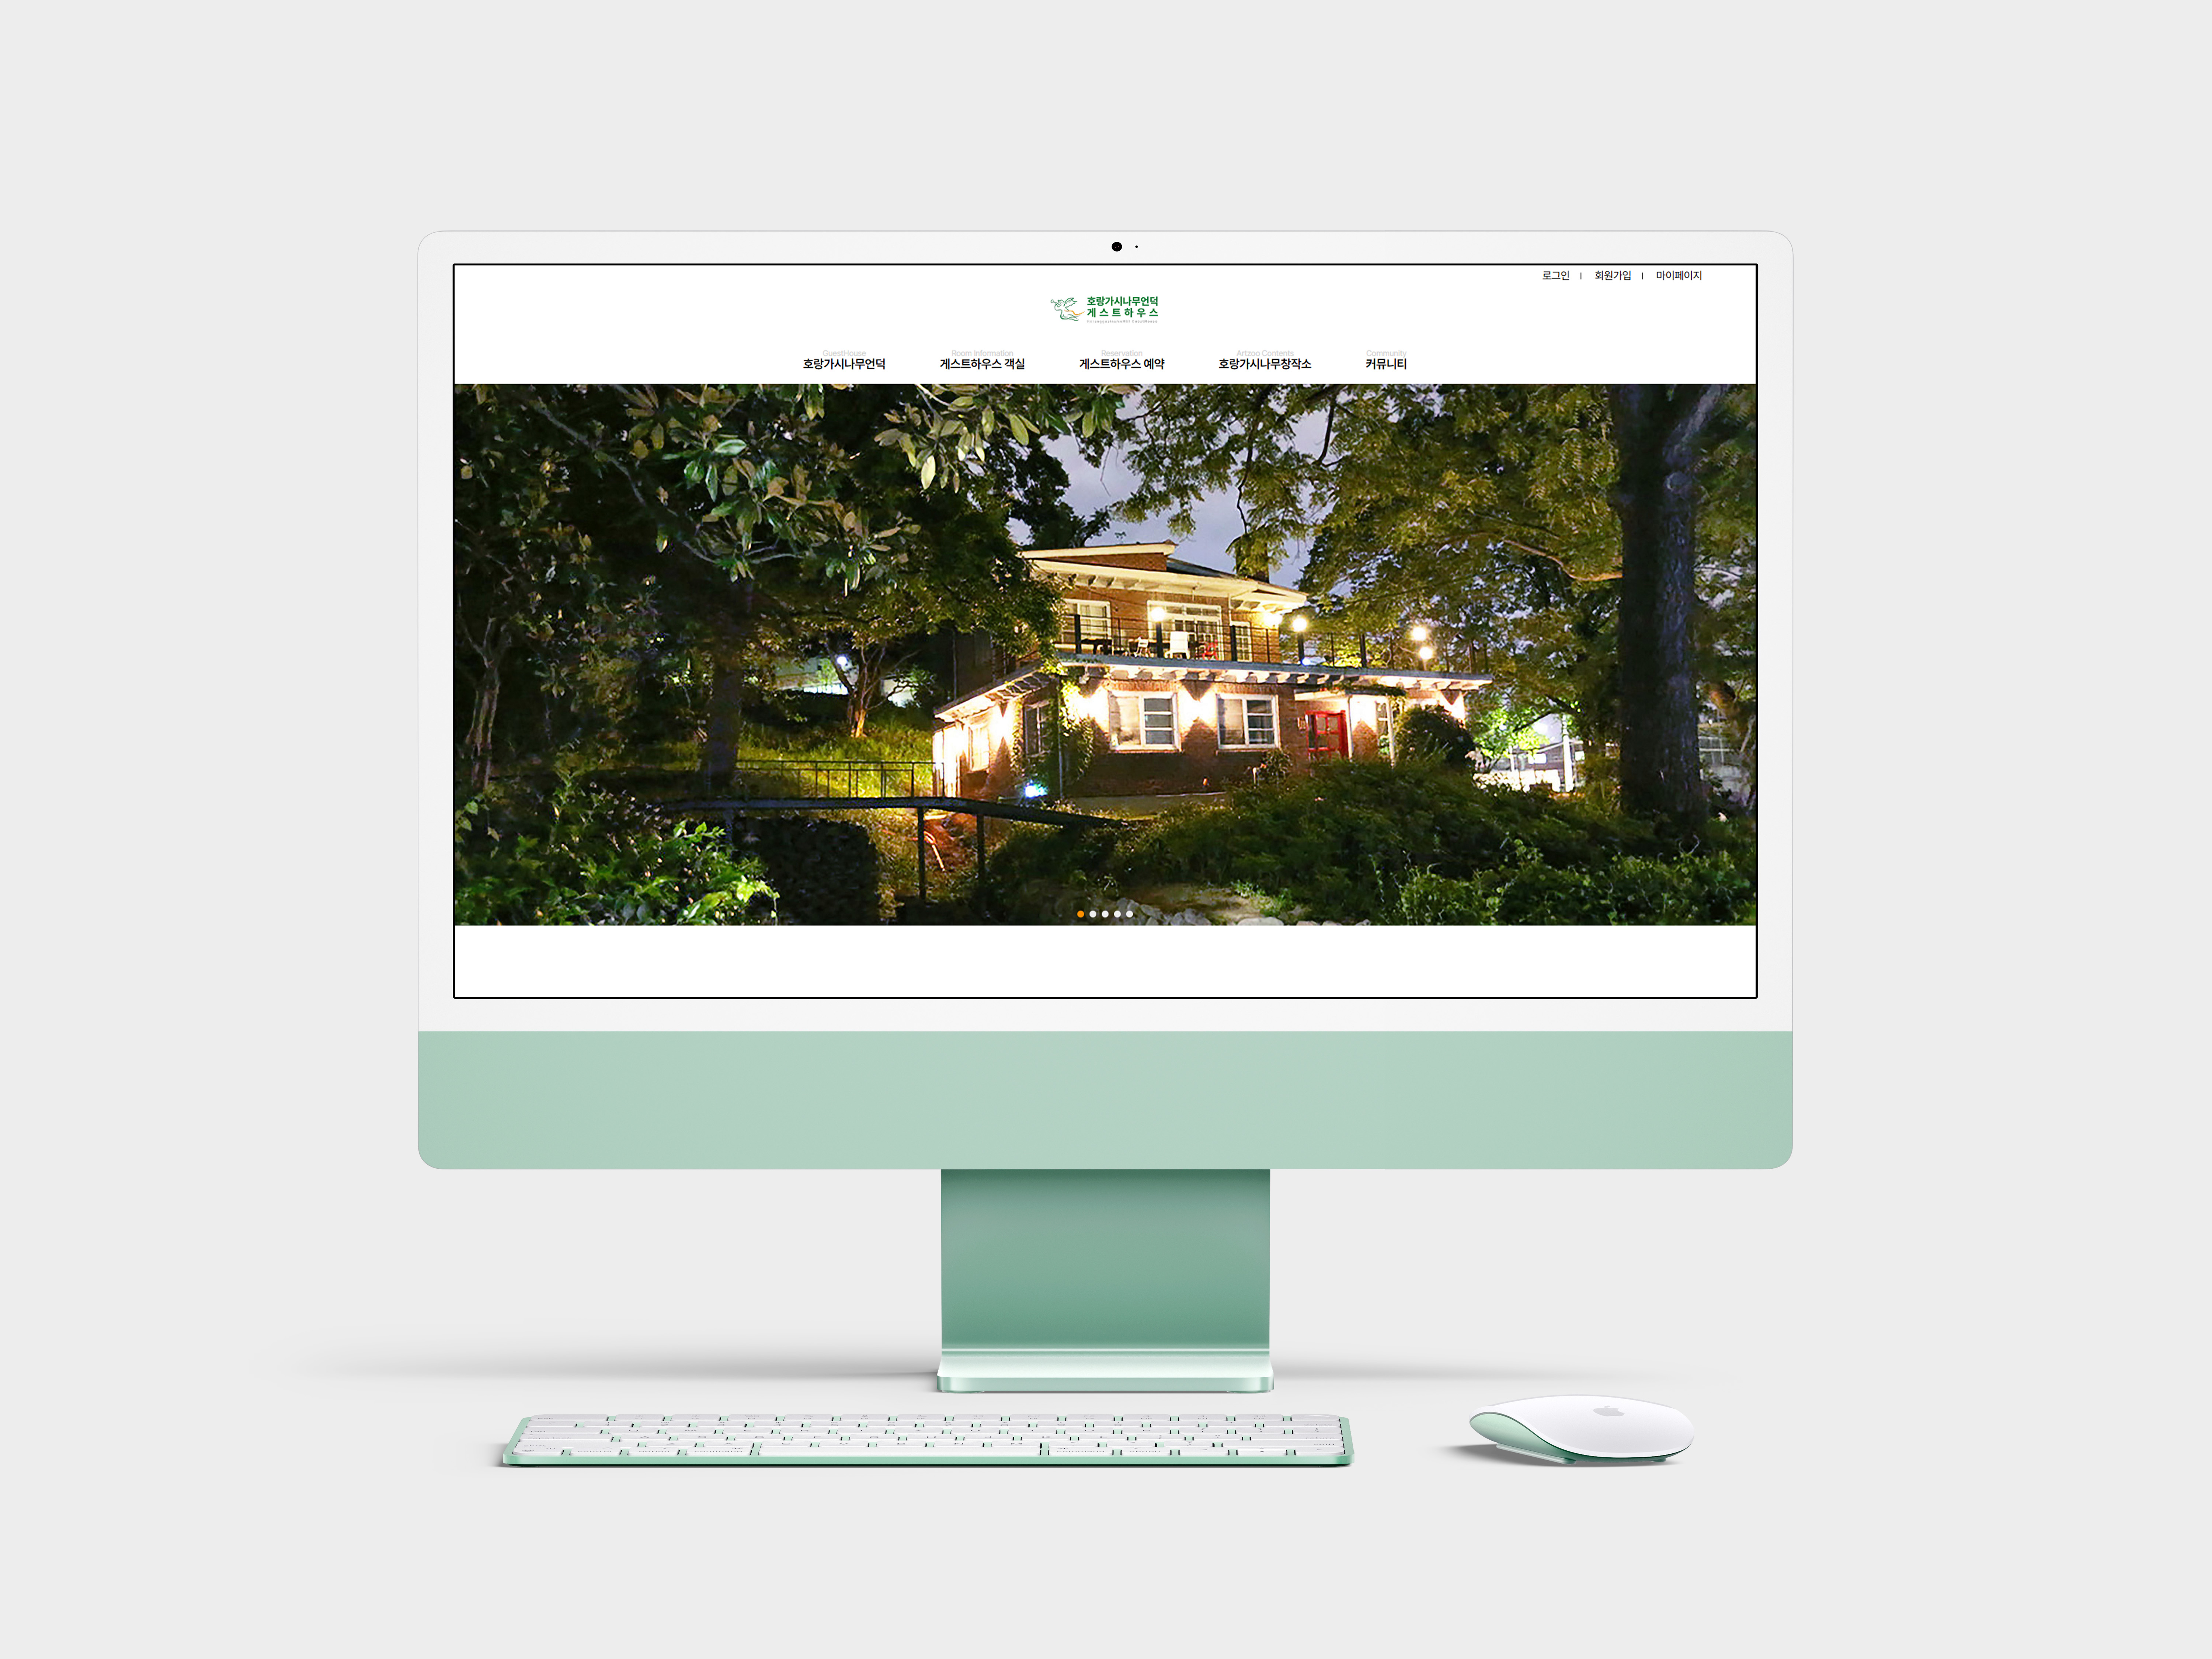 로그인 | 회원가입 | 마이페이지
호랑가시나무언덕
게스트하우스
GuestHouse
호랑가시나무언덕
Room Information
게스트하우스 객실
Reservation
게스트하우스 예약
Artzoo Contents
호랑가시나무창작소
Community
커뮤니티